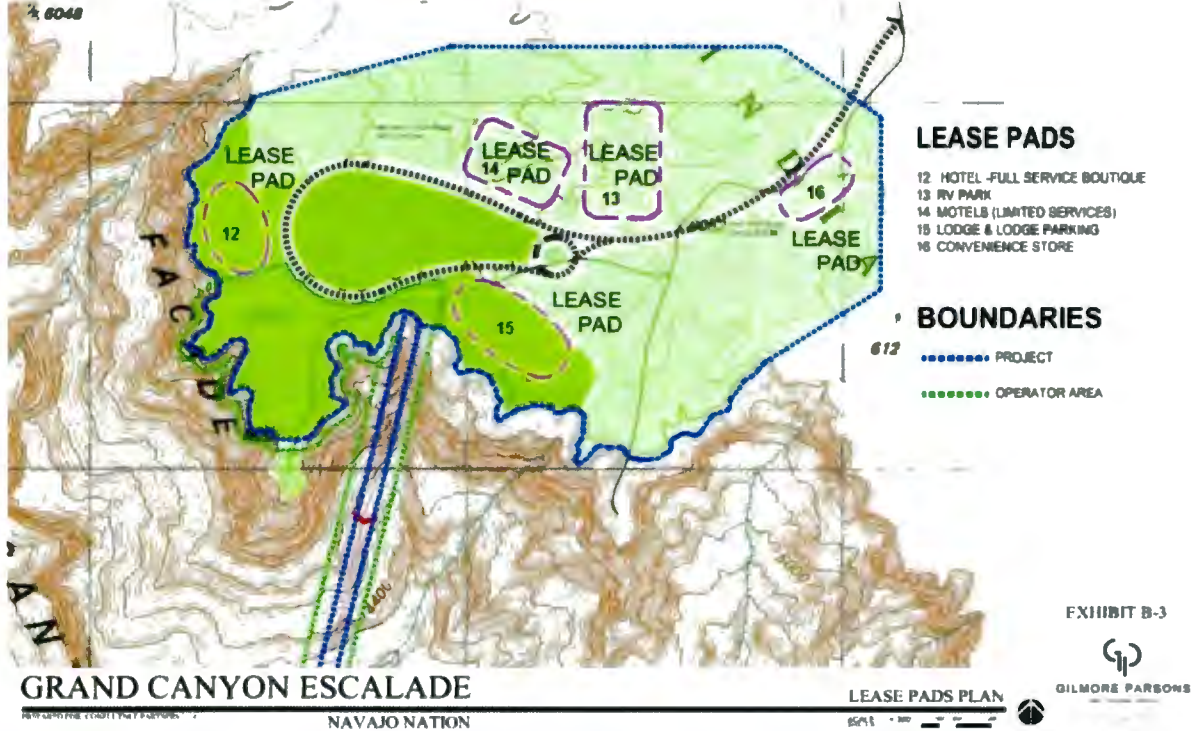 6048
LEASE
PAD
12
LEASE
14 PAD
LEASE
PAD
13
16
LEASE
PAD
LEASE
PAD
15
I N D I A
FACADE
AN
612
LEASE PADS
12 HOTEL -FULL SERVICE BOUTIQUE
13 RV PARK
14 MOTELS (LIMITED SERVICES)
15 LODGE & LODGE PARKING
16 CONVENIENCE STORE
BOUNDARIES
PROJECT
OPERATOR AREA
EXHIBIT B-3
GILMORE PARSONS
GRAND CANYON ESCALADE
NAVAJO NATION
LEASE PADS PLAN